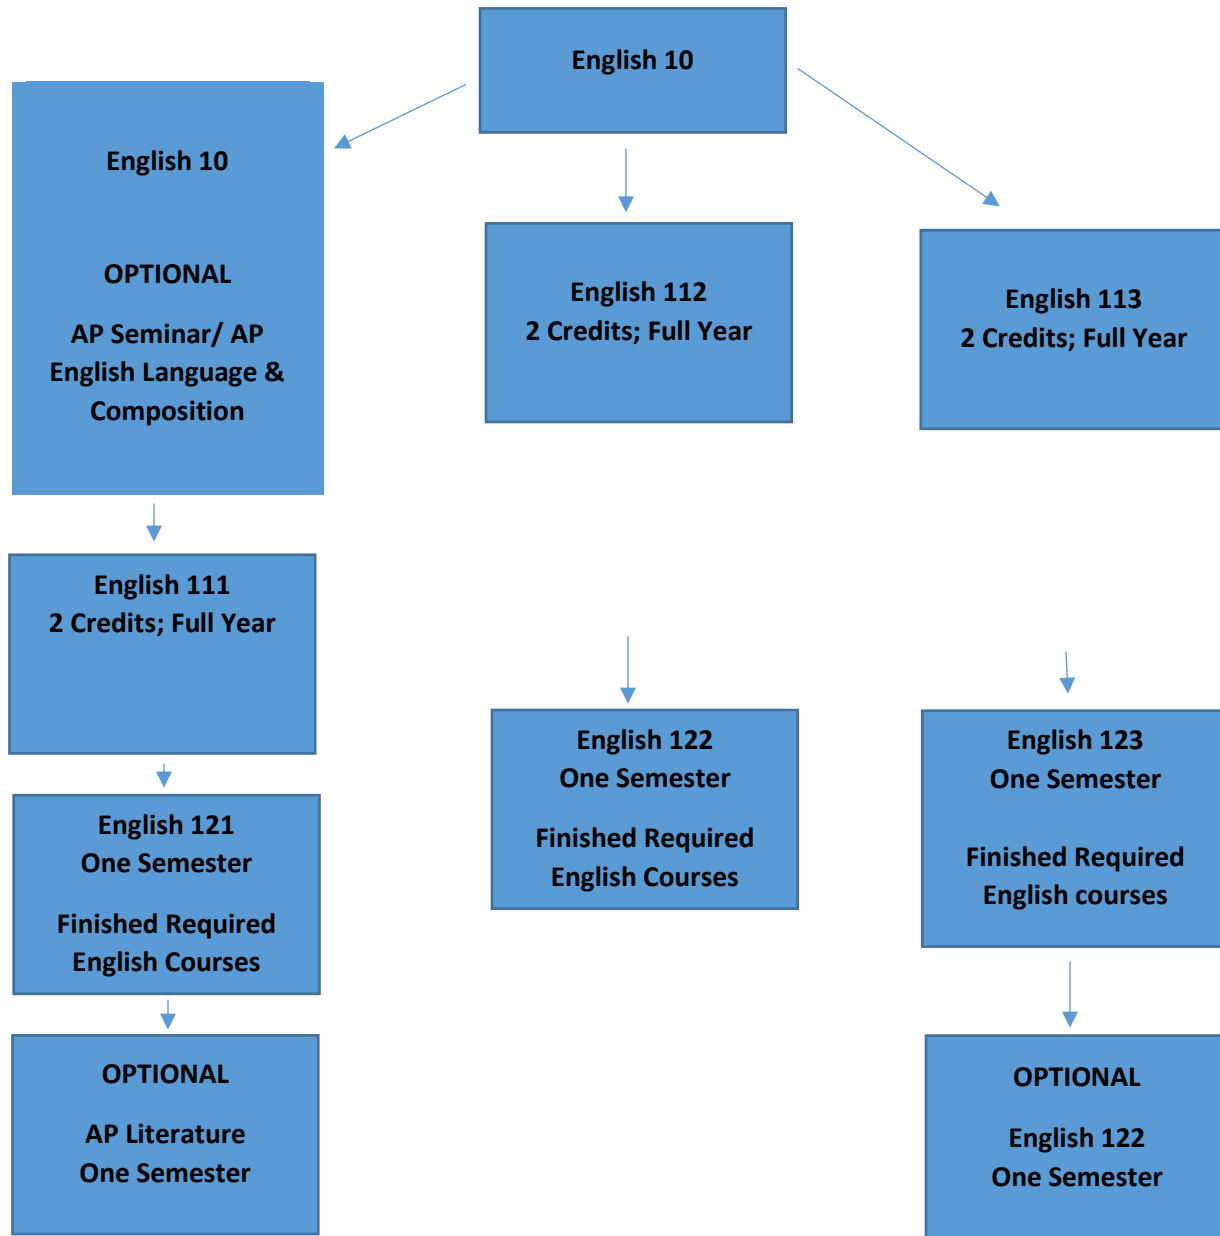 English 10
English 10
OPTIONAL
AP Seminar/ AP
English Language &
Composition
English 112
2 Credits; Full Year
English 113
2 Credits; Full Year
English 111
2 Credits; Full Year
English 122
One Semester
Finished Required
English Courses
English 123
One Semester
Finished Required
English courses
English 121
One Semester
Finished Required
English Courses
OPTIONAL
AP Literature
One Semester
OPTIONAL
English 122
One Semester